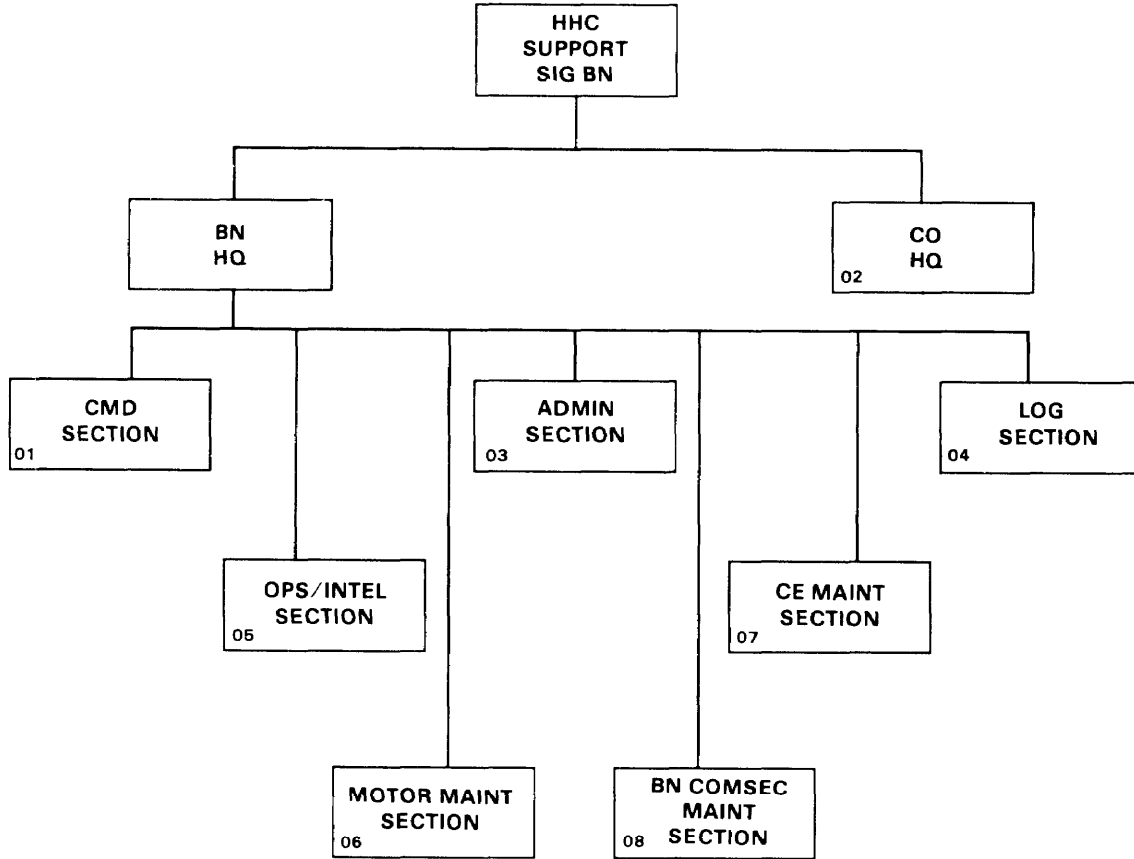 HHC
SUPPORT
SIG BN
BN
HQ
CO
HQ
02
CMD
SECTION
01
ADMIN
SECTION
03
LOG
SECTION
04
OPS/INTEL
SECTION
05
CE MAINT
SECTION
07
MOTOR MAINT
SECTION
06
BN COMSEC
MAINT
SECTION
08